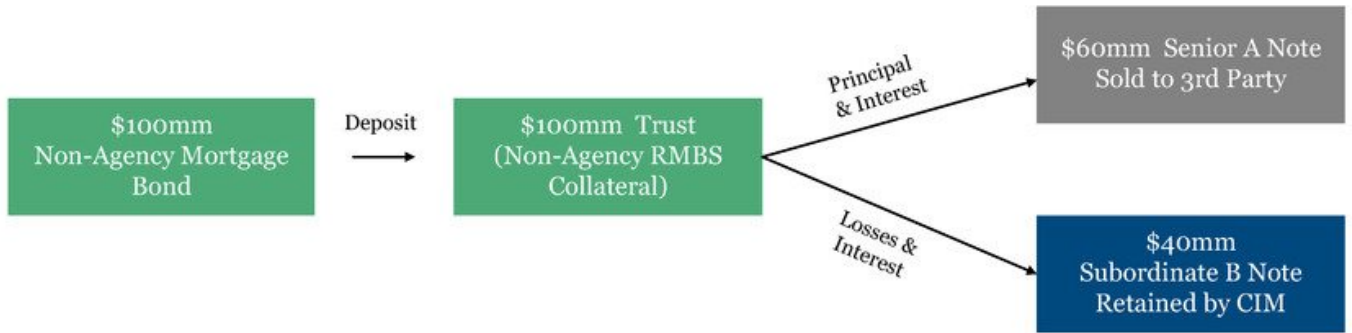 $100mm
Non-Agency Mortgage
Bond
Deposit
$100mm Trust
(Non-Agency RMBS
Collateral)
Principal
& Interest
$60mm Senior A Note
Sold to 3rd Party
Losses &
Interest
$40mm
Subordinate B Note
Retained by CIM